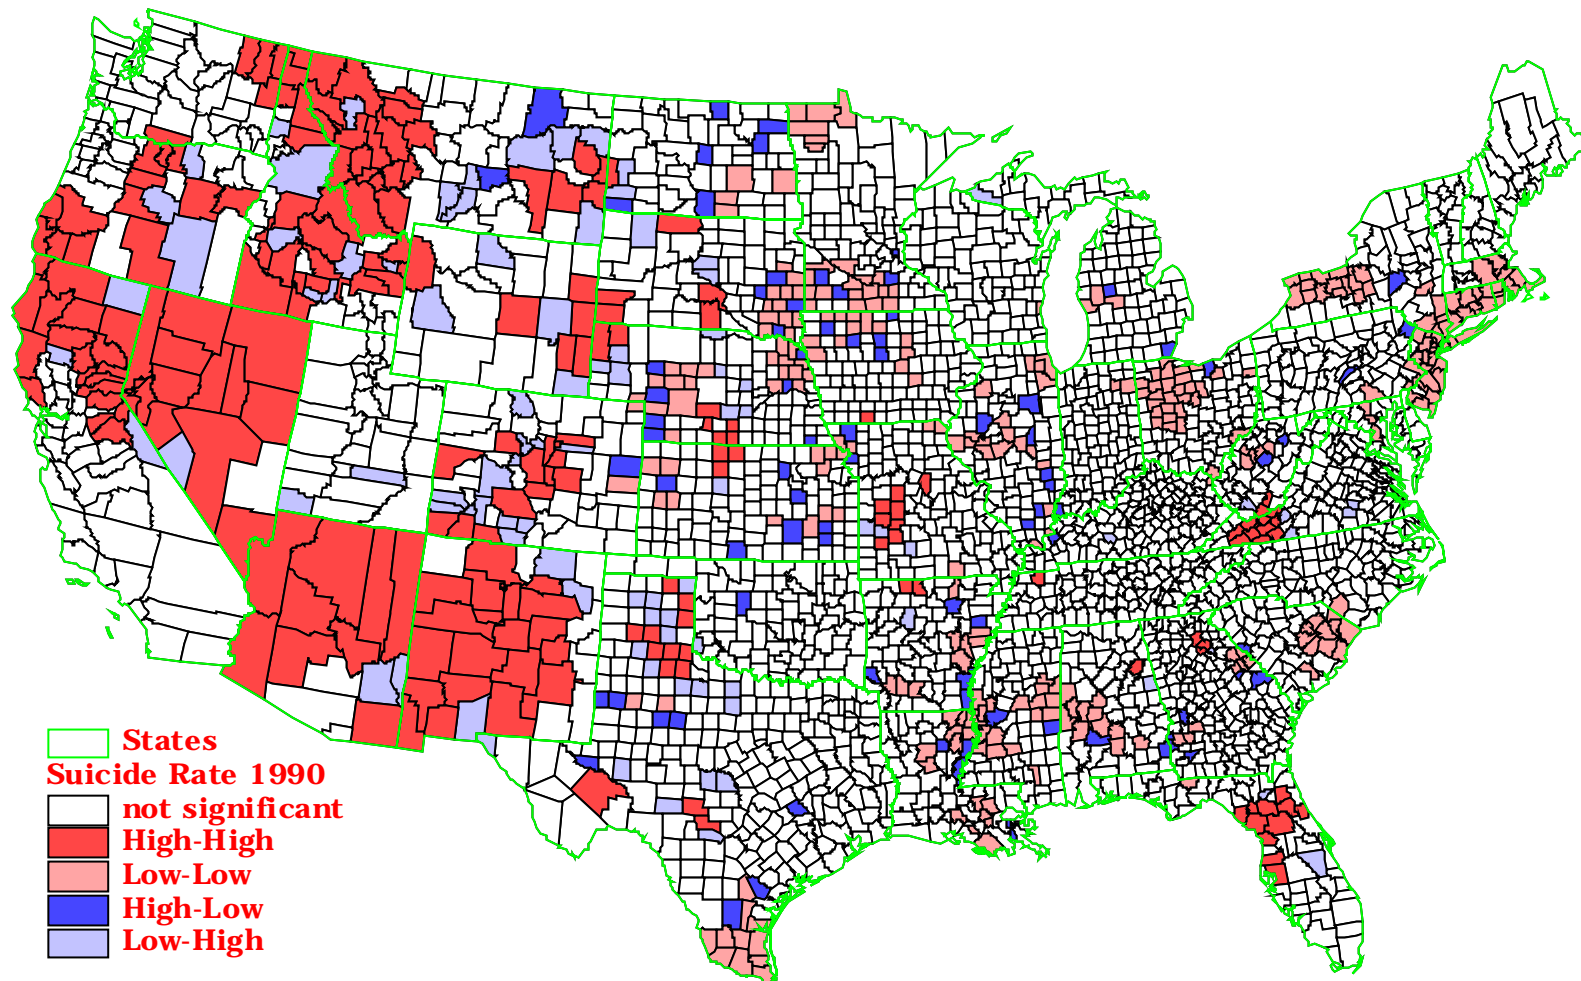 States
Suicide Rate 1990
not significant
High-High
Low-Low
High-Low
Low-High